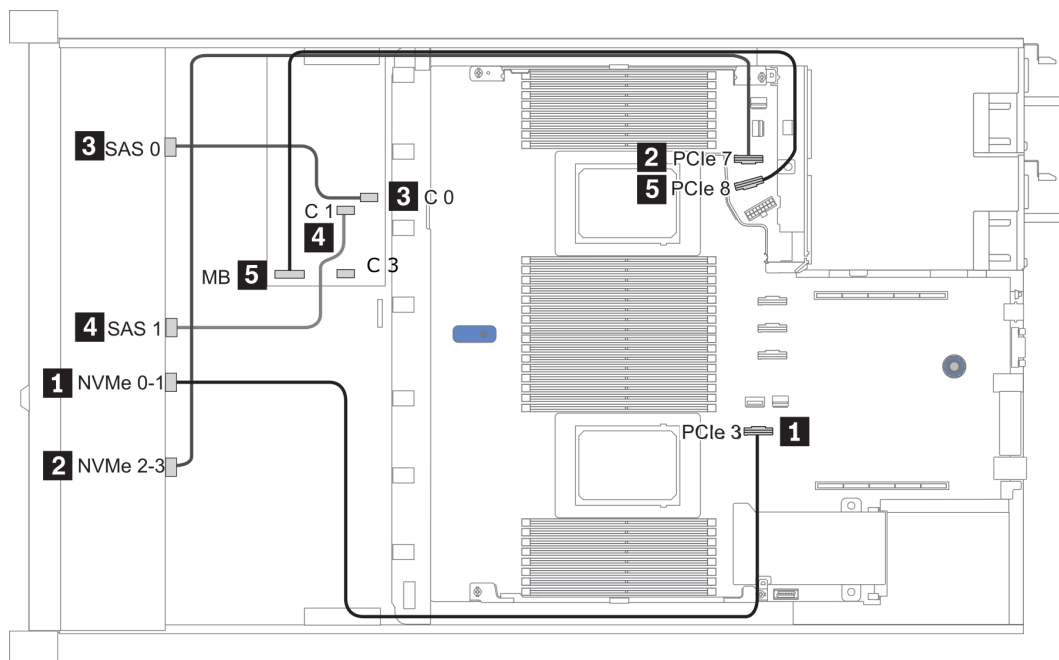 3 SAS 0
2 PCIe 7
5 PCIe 8
3 C 0
C 1
4
C 3
MB 5
4 SAS 1
1 NVMe 0-1
PCIe 3 1
2 NVMe 2-3